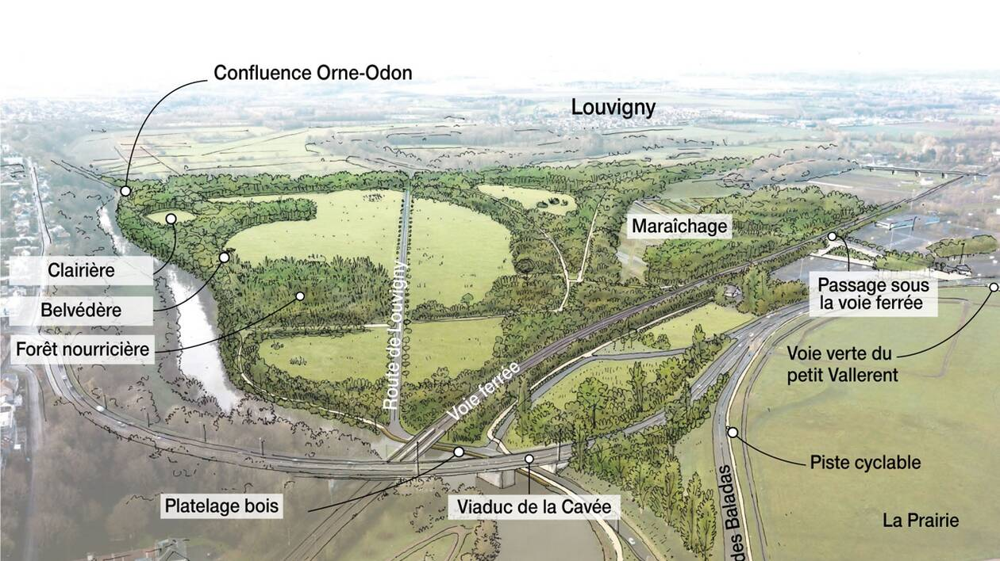 Confluence Orne-Odon
Louvigny
Maraîchage
Clairière
Passage sous
la voie ferrée
Belvédère
Forêt nourricière
Route de Louvigny
Voie verte du
petit Vallerent
Voie ferrée
Piste cyclable
des Baladas
Platelage bois
Viaduc de la Cavée
La Prairie